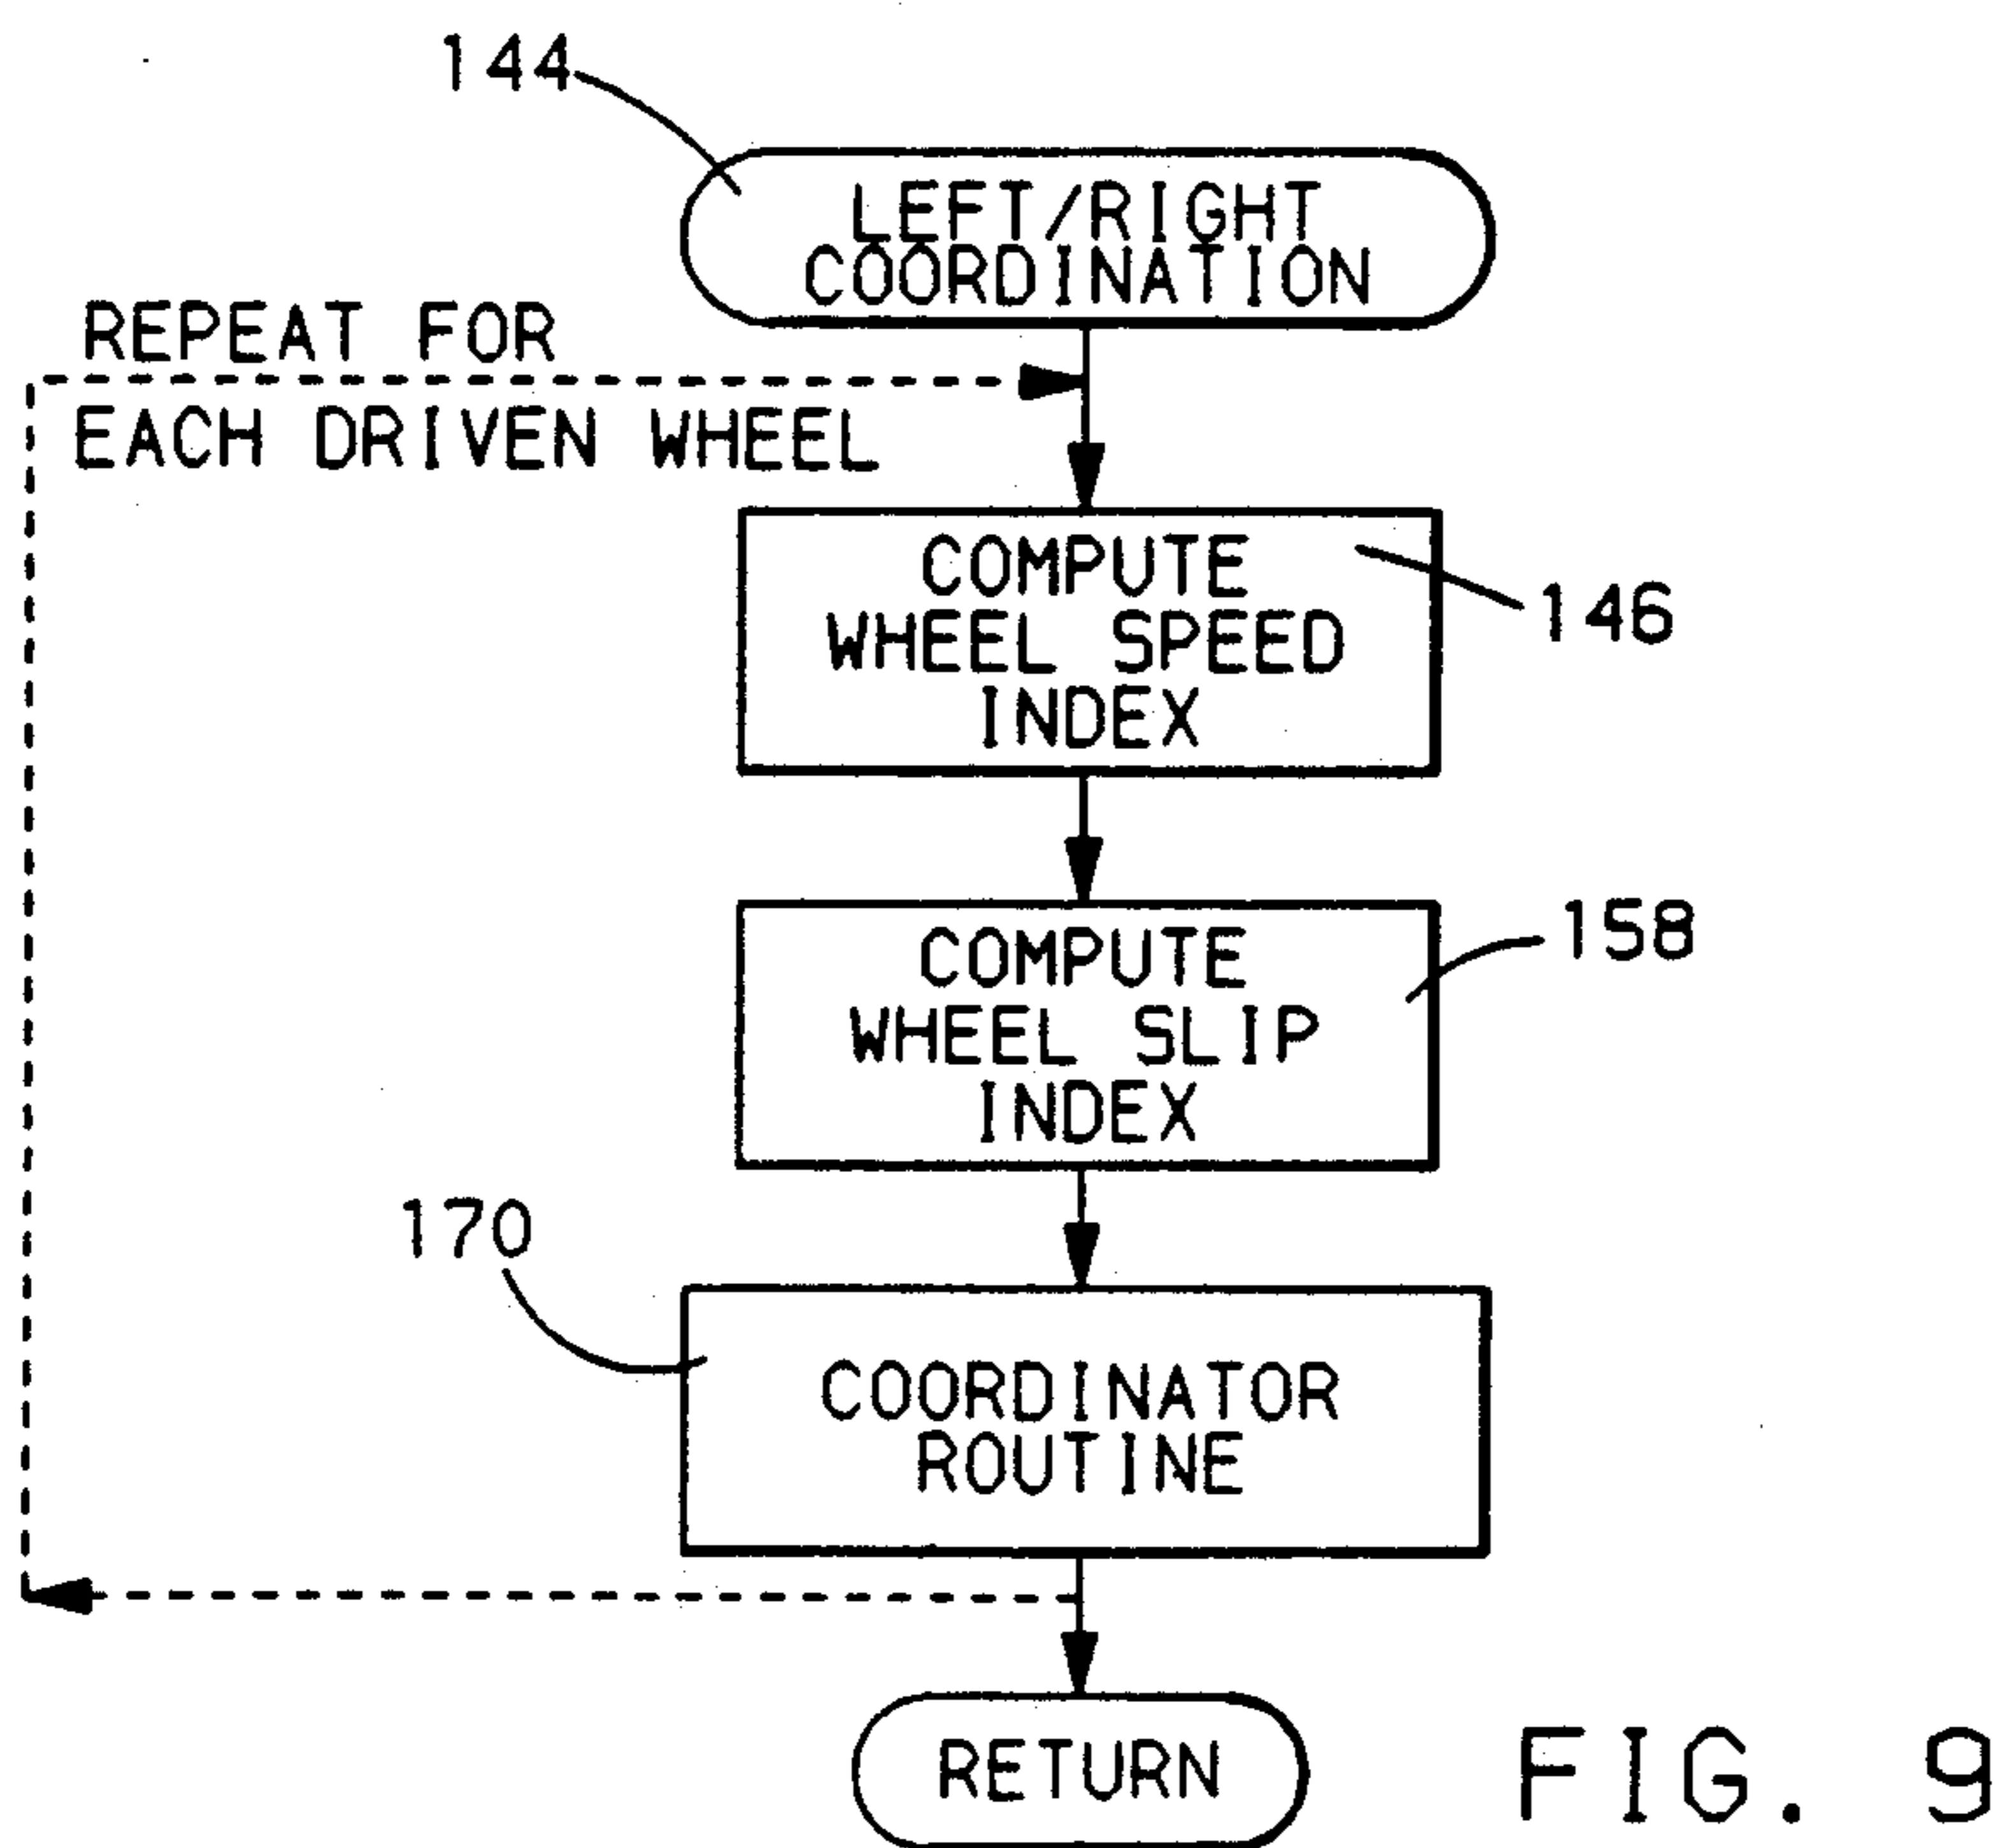 144
LEFT/RIGHT
COORDINATION
REPEAT FOR
EACH DRIVEN WHEEL
COMPUTE
WHEEL SPEED
INDEX
146
COMPUTE
WHEEL SLIP
INDEX
158
170
COORDINATOR
ROUTINE
RETURN
FIG. 9